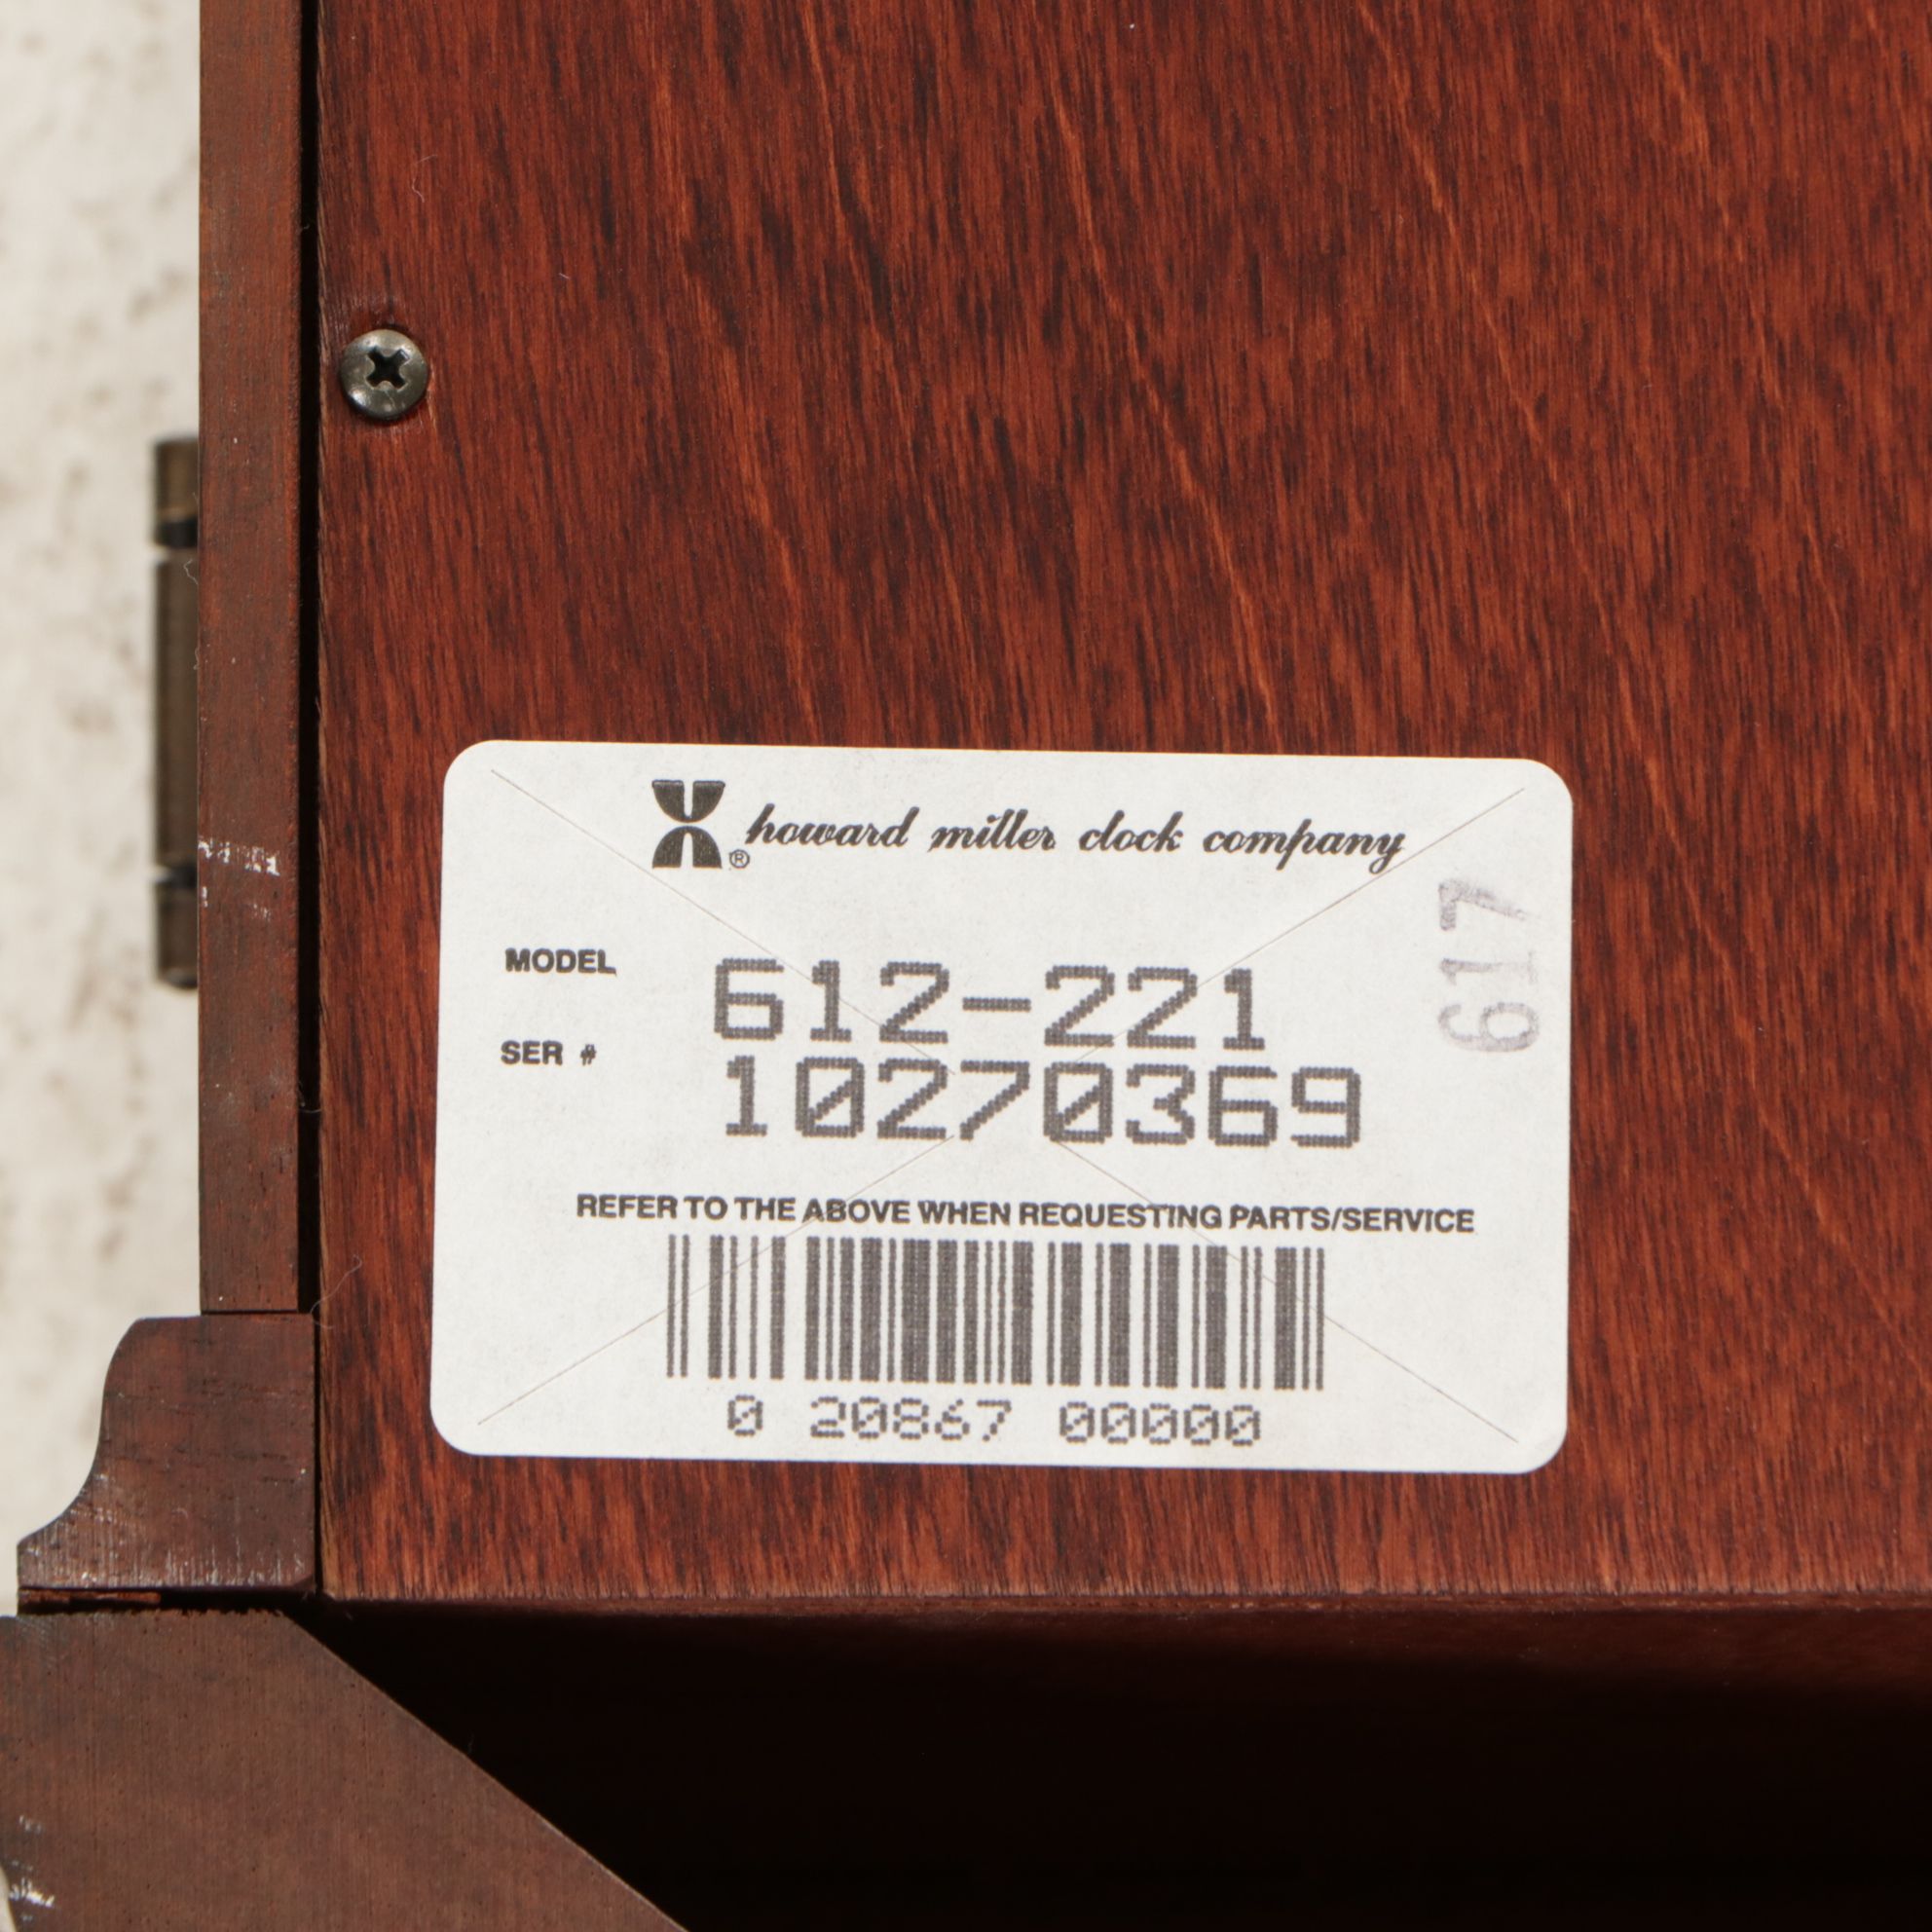 ® howard miller clock company
617
MODEL 612-221
SER # 10270369
REFER TO THE ABOVE WHEN REQUESTING PARTS/SERVICE
0 20867 00000